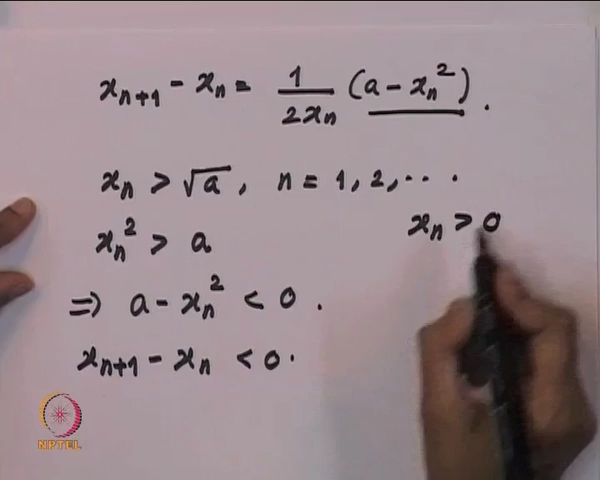 xₙ₊₁ - xₙ = 1/2xₙ (a - xₙ²).
xₙ > √a, n = 1, 2, ....
xₙ² > a
xₙ > 0
⇒ a - xₙ² < 0.
xₙ₊₁ - xₙ < 0.
NPTEL